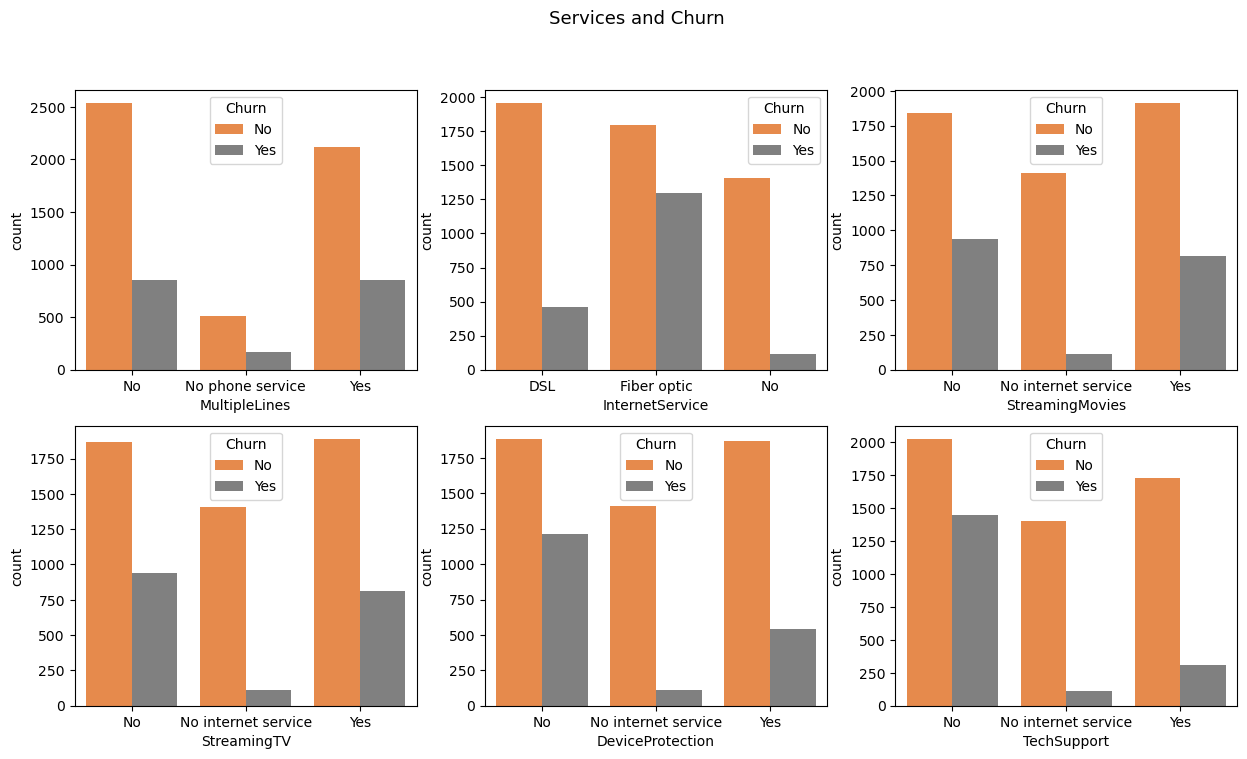 Services and Churn
2500
2000
1500
1000
500
0
count
Churn
No
Yes
No
No phone service
Yes
MultipleLines
2000
1750
1500
1250
1000
750
500
250
0
count
Churn
No
Yes
DSL
Fiber optic
No
InternetService
2000
1750
1500
1250
1000
750
500
250
0
count
Churn
No
Yes
No
No internet service
Yes
StreamingMovies
1750
1500
1250
1000
750
500
250
0
count
Churn
No
Yes
No
No internet service
Yes
StreamingTV
1750
1500
1250
1000
750
500
250
0
count
Churn
No
Yes
No
No internet service
Yes
DeviceProtection
2000
1750
1500
1250
1000
750
500
250
0
count
Churn
No
Yes
No
No internet service
Yes
TechSupport